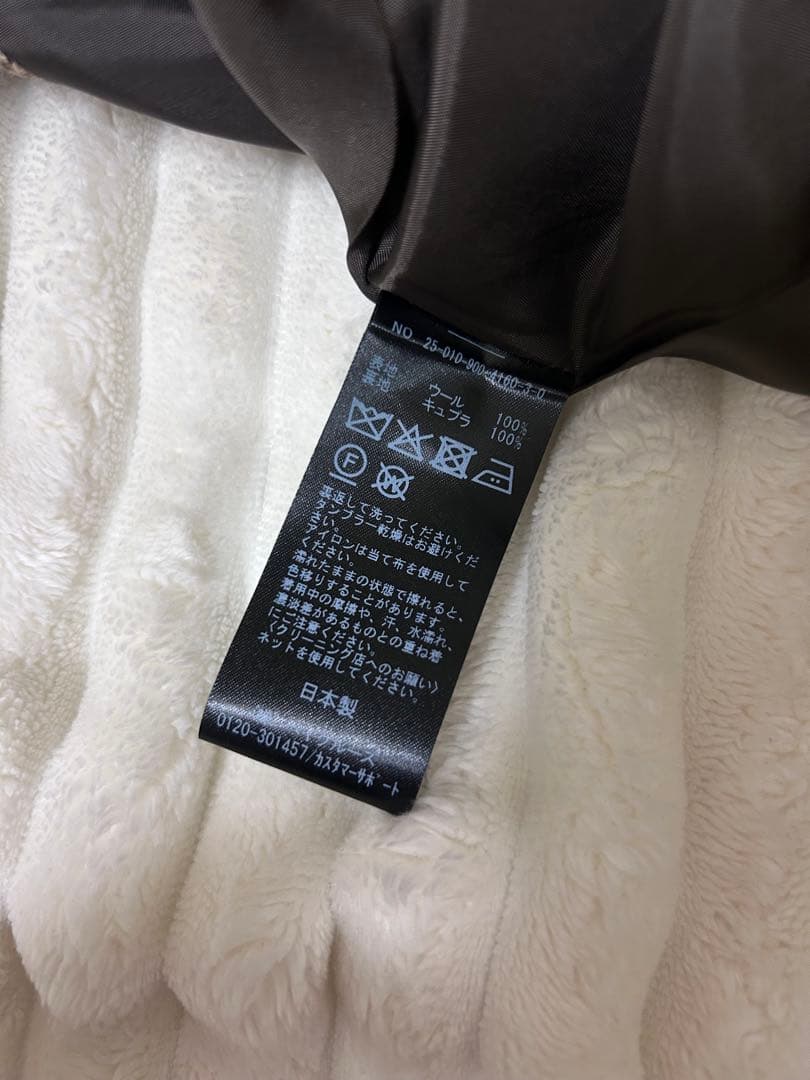 NO. 25-010-900-4160-3-0
表地 ウール 100%
裏地 キュプラ 100%
F
裏返して洗ってください。
タンブラー乾燥はお避けくだ
さい。
アイロンは当て布を使用して
ください。
濡れたままの状態で擦れると、
色移りすることがあります。
着用中の摩擦や、汗、水濡れ、
濃淡差があるものとの重ね着
にご注意ください。
〈クリーニング店へのお願い〉
ネットを使用してください。
日本製
ルーズ
0120-301457/カスタマーサポート